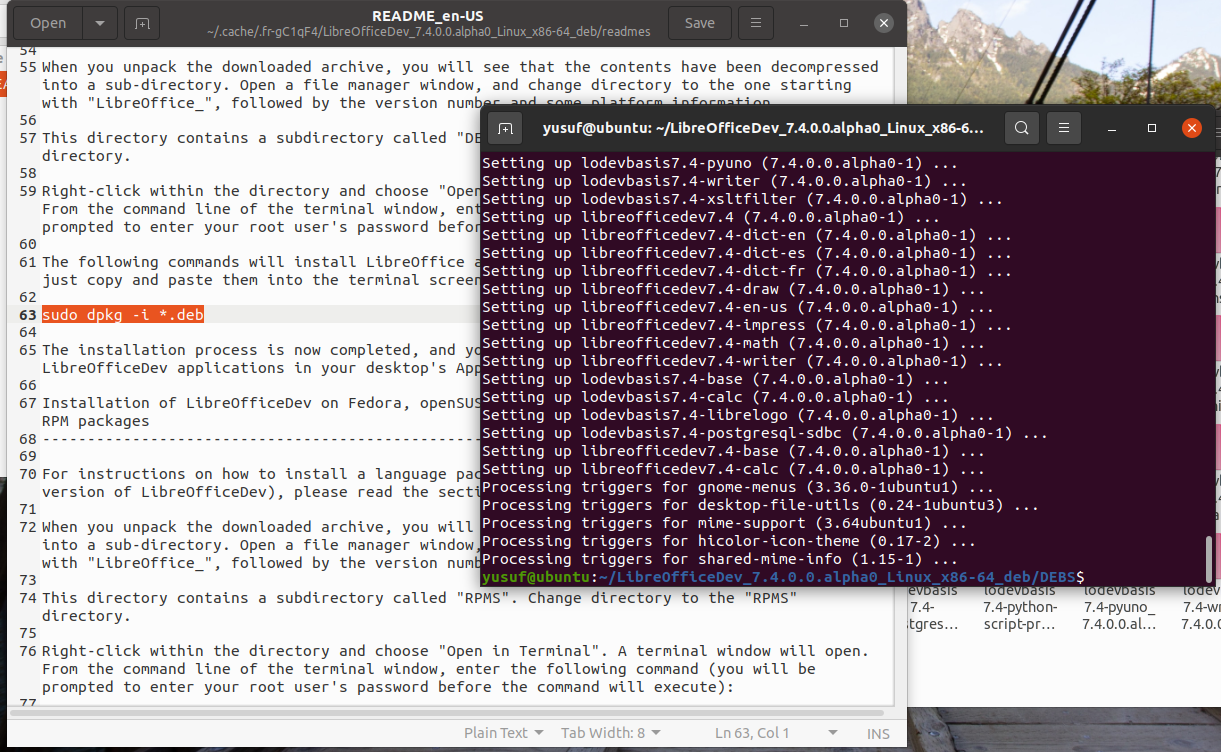 Open
README_en-US
~/.cache/.fr-gC1qF4/LibreOfficeDev_7.4.0.0.alpha0_Linux_x86-64_deb/readmes
Save
54
55 When you unpack the downloaded archive, you will see that the contents have been decompressed
into a sub-directory. Open a file manager window, and change directory to the one starting
with "LibreOffice_", followed by the version number and some platform information.
56
57 This directory contains a subdirectory called "DE
directory.
58
59 Right-click within the directory and choose "Open
From the command line of the terminal window, ent
prompted to enter your root user's password befor
60
61 The following commands will install LibreOffice a
just copy and paste them into the terminal screen
62
63 sudo dpkg -i *.deb
64
65 The installation process is now completed, and yo
LibreOfficeDev applications in your desktop's App
66
67 Installation of LibreOfficeDev on Fedora, openSUS
RPM packages
68 -------------------------------------------------
69
70 For instructions on how to install a language pac
version of LibreOfficeDev), please read the secti
71
72 When you unpack the downloaded archive, you will
into a sub-directory. Open a file manager window,
with "LibreOffice_", followed by the version numb
73
74 This directory contains a subdirectory called "RPMS". Change directory to the "RPMS"
directory.
75
76 Right-click within the directory and choose "Open in Terminal". A terminal window will open.
From the command line of the terminal window, enter the following command (you will be
prompted to enter your root user's password before the command will execute):
77
Plain Text
Tab Width: 8
Ln 63, Col 1
INS
yusuf@ubuntu: ~/LibreOfficeDev_7.4.0.0.alpha0_Linux_x86-6...
Setting up lodevbasis7.4-pyuno (7.4.0.0.alpha0-1) ...
Setting up lodevbasis7.4-writer (7.4.0.0.alpha0-1) ...
Setting up lodevbasis7.4-xsltfilter (7.4.0.0.alpha0-1) ...
Setting up libreofficedev7.4 (7.4.0.0.alpha0-1) ...
Setting up libreofficedev7.4-dict-en (7.4.0.0.alpha0-1) ...
Setting up libreofficedev7.4-dict-es (7.4.0.0.alpha0-1) ...
Setting up libreofficedev7.4-dict-fr (7.4.0.0.alpha0-1) ...
Setting up libreofficedev7.4-draw (7.4.0.0.alpha0-1) ...
Setting up libreofficedev7.4-en-us (7.4.0.0.alpha0-1) ...
Setting up libreofficedev7.4-impress (7.4.0.0.alpha0-1) ...
Setting up libreofficedev7.4-math (7.4.0.0.alpha0-1) ...
Setting up libreofficedev7.4-writer (7.4.0.0.alpha0-1) ...
Setting up lodevbasis7.4-base (7.4.0.0.alpha0-1) ...
Setting up lodevbasis7.4-calc (7.4.0.0.alpha0-1) ...
Setting up lodevbasis7.4-librelogo (7.4.0.0.alpha0-1) ...
Setting up lodevbasis7.4-postgresql-sdbc (7.4.0.0.alpha0-1) ...
Setting up libreofficedev7.4-base (7.4.0.0.alpha0-1) ...
Setting up libreofficedev7.4-calc (7.4.0.0.alpha0-1) ...
Processing triggers for gnome-menus (3.36.0-1ubuntu1) ...
Processing triggers for desktop-file-utils (0.24-1ubuntu3) ...
Processing triggers for mime-support (3.64ubuntu1) ...
Processing triggers for hicolor-icon-theme (0.17-2) ...
Processing triggers for shared-mime-info (1.15-1) ...
yusuf@ubuntu:~/LibreOfficeDev_7.4.0.0.alpha0_Linux_x86-64_deb/DEBS$
devbasis
7.4-
stgres...
lodevbasis
7.4-python-
script-pr...
lodevbasis
7.4-pyuno_
7.4.0.0.al...
lodev
7.4-wr
7.4.0.0